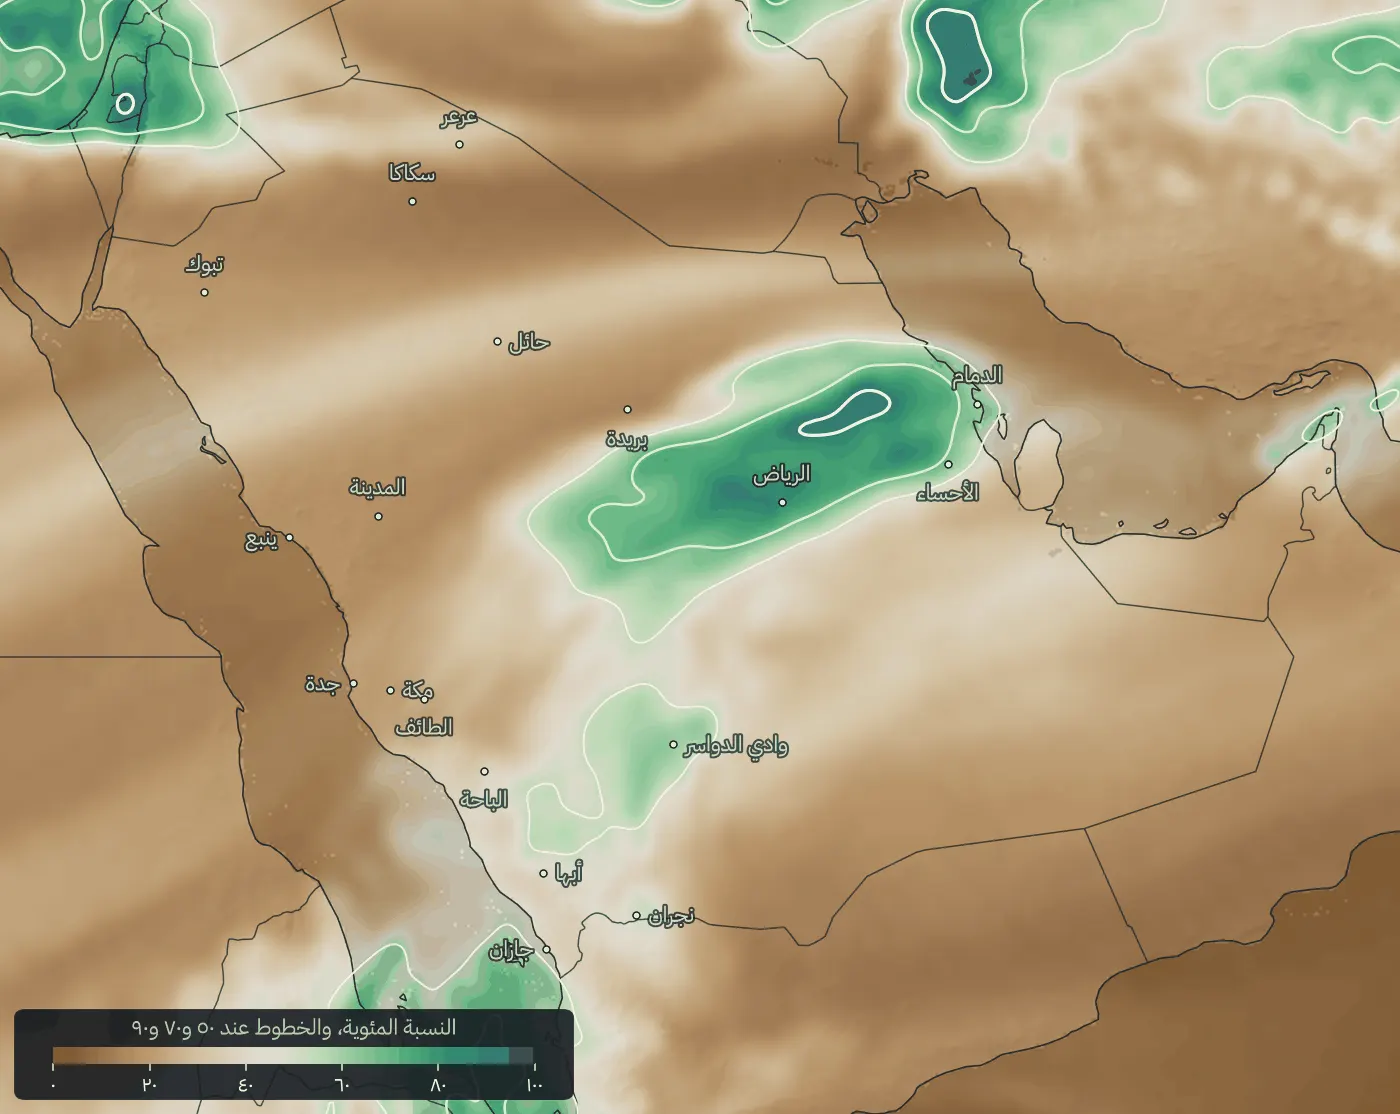 عرعر
سكاكا
تبوك
حائل
الدمام
بريدة
الرياض
المدينة
الأحساء
ينبع
جدة
مكة
الطائف
وادي الدواسر
الباحة
أبها
نجران
جازان
النسبة المئوية، والخطوط عند ٥٠ و٧٠ و٩٠
٠ ٢٠ ٤٠ ٦٠ ٨٠ ١٠٠